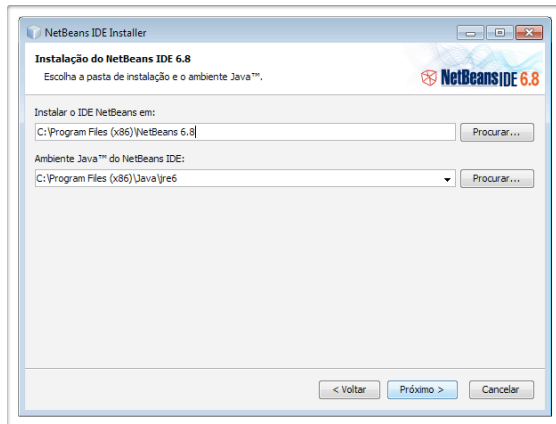 NetBeans IDE Installer
Instalação do NetBeans IDE 6.8
Escolha a pasta de instalação e o ambiente Java™.
NetBeans IDE 6.8
Instalar o IDE NetBeans em:
C:\Program Files (x86)\NetBeans 6.8
Procurar...
Ambiente Java™ do NetBeans IDE:
C:\Program Files (x86)\Java\jre6
Procurar...
< Voltar
Próximo >
Cancelar